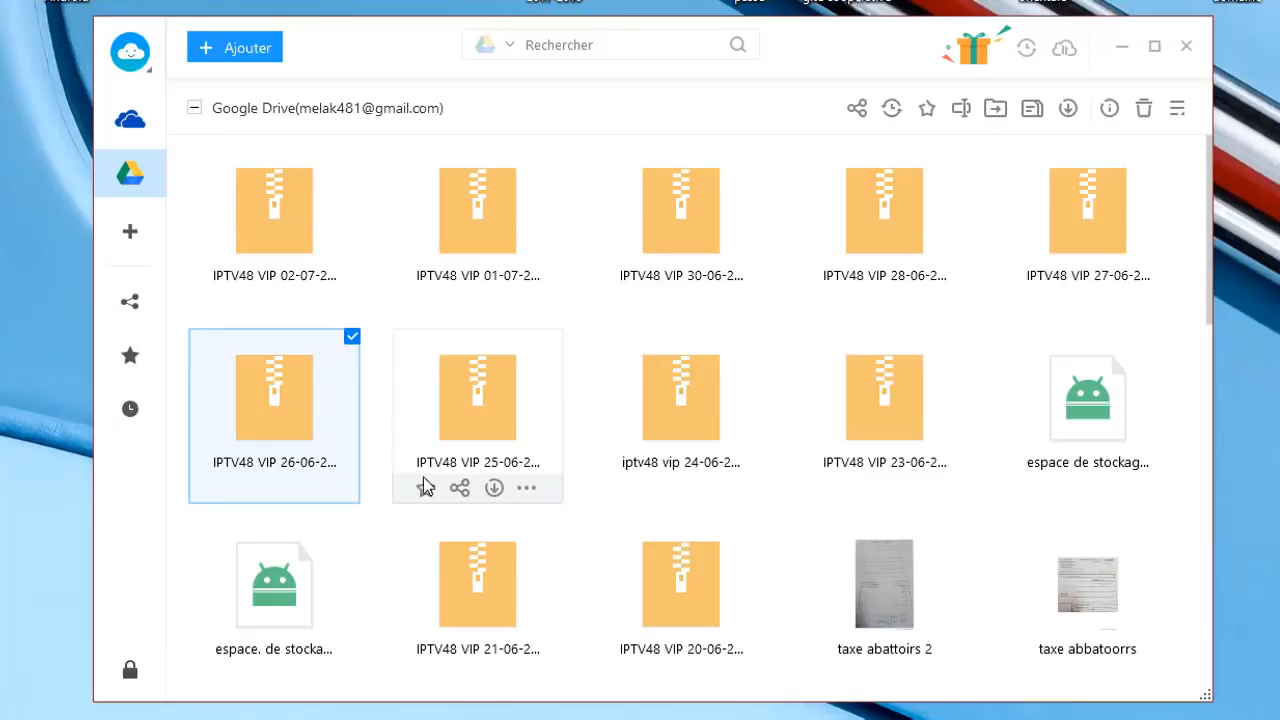 Ajouter
Rechercher
Google Drive(melak481@gmail.com)
IPTV48 VIP 02-07-2...
IPTV48 VIP 01-07-2...
IPTV48 VIP 30-06-2...
IPTV48 VIP 28-06-2...
IPTV48 VIP 27-06-2...
IPTV48 VIP 26-06-2...
IPTV48 VIP 25-06-2...
iptv48 vip 24-06-2...
IPTV48 VIP 23-06-2...
espace de stockag...
espace. de stocka...
IPTV48 VIP 21-06-2...
IPTV48 VIP 20-06-2...
taxe abattoirs 2
taxe abbatoorrs